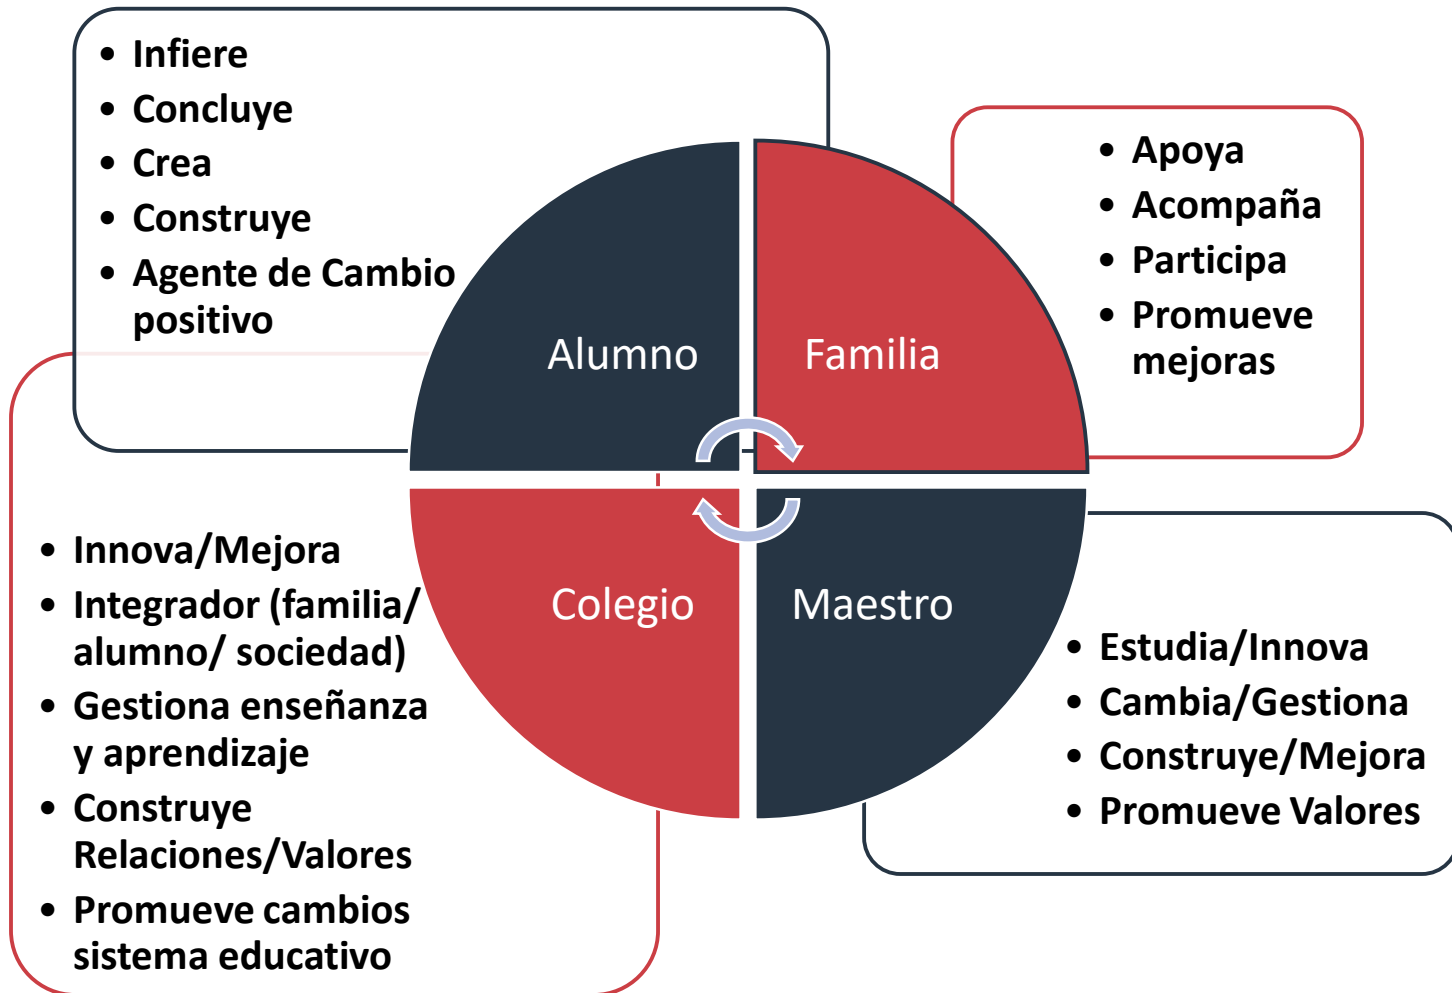 • Infiere
• Concluye
• Crea
• Construye
• Agente de Cambio
positivo
• Apoya
• Acompaña
• Participa
• Promueve
mejoras
Alumno
Familia
Colegio
Maestro
• Innova/Mejora
• Integrador (familia/
alumno/ sociedad)
• Gestiona enseñanza
y aprendizaje
• Construye
Relaciones/Valores
• Promueve cambios
sistema educativo
• Estudia/Innova
• Cambia/Gestiona
• Construye/Mejora
• Promueve Valores